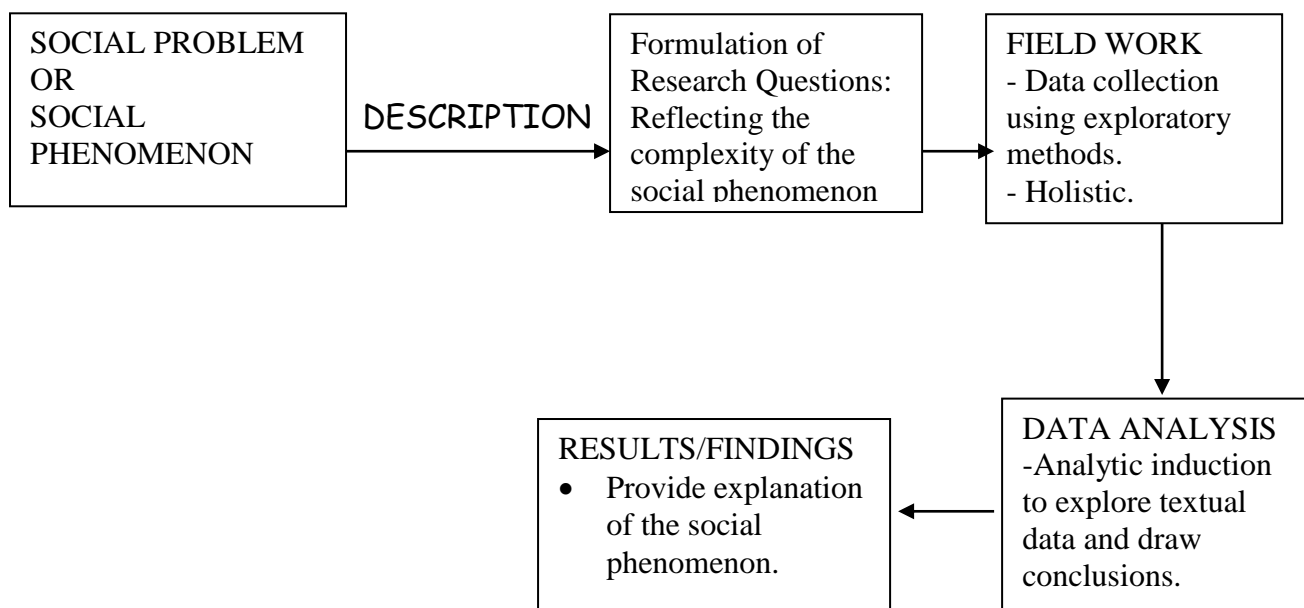 SOCIAL PROBLEM
OR
SOCIAL
PHENOMENON
DESCRIPTION
Formulation of
Research Questions:
Reflecting the
complexity of the
social phenomenon
FIELD WORK
- Data collection
using exploratory
methods.
- Holistic.
DATA ANALYSIS
-Analytic induction
to explore textual
data and draw
conclusions.
RESULTS/FINDINGS
• Provide explanation
of the social
phenomenon.